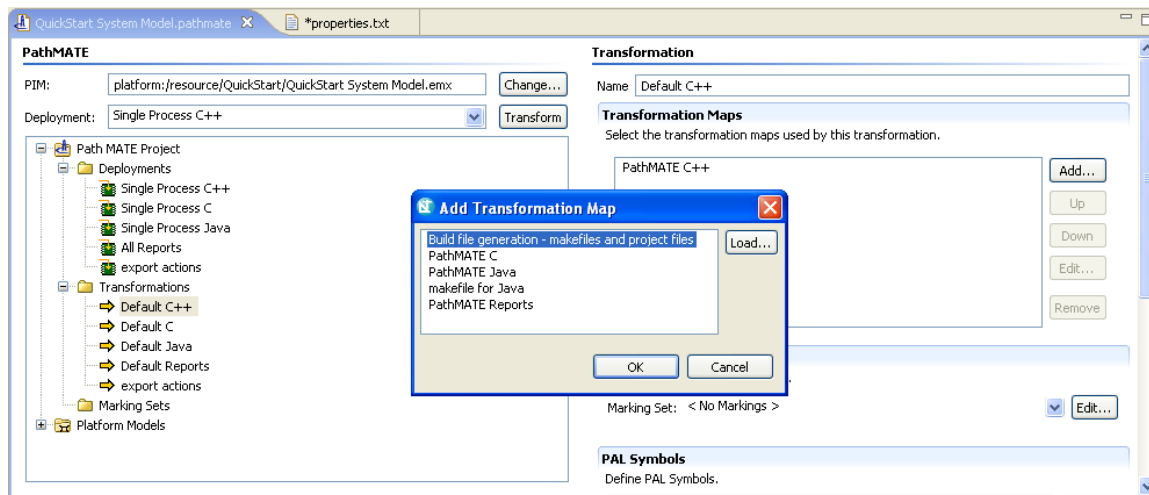 QuickStart System Model.pathmate
*properties.txt
PathMATE
PIM: platform:/resource/QuickStart/QuickStart System Model.emx Change...
Deployment: Single Process C++ Transform
Path MATE Project
Deployments
Single Process C++
Single Process C
Single Process Java
All Reports
export actions
Transformations
Default C++
Default C
Default Java
Default Reports
export actions
Marking Sets
Platform Models
Transformation
Name Default C++
Transformation Maps
Select the transformation maps used by this transformation.
PathMATE C++
Add...
Up
Down
Edit...
Remove
Add Transformation Map
Build file generation - makefiles and project files
PathMATE C
PathMATE Java
makefile for Java
PathMATE Reports
Load...
OK
Cancel
Marking Set: < No Markings > Edit...
PAL Symbols
Define PAL Symbols.